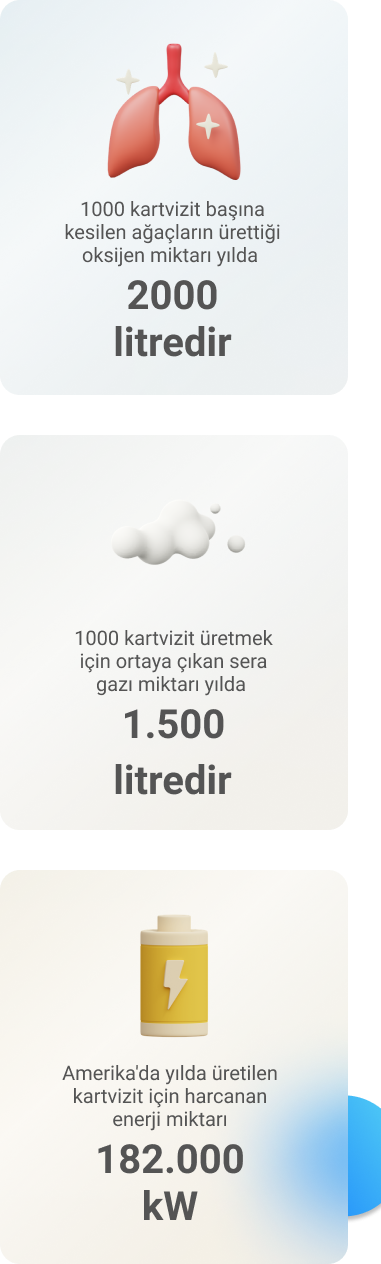 1000 kartvizit başına
kesilen ağaçların ürettiği
oksijen miktarı yılda
2000
litredir
1000 kartvizit üretmek
için ortaya çıkan sera
gazı miktarı yılda
1.500
litredir
Amerika'da yılda üretilen
kartvizit için harcanan
enerji miktarı
182.000
kW